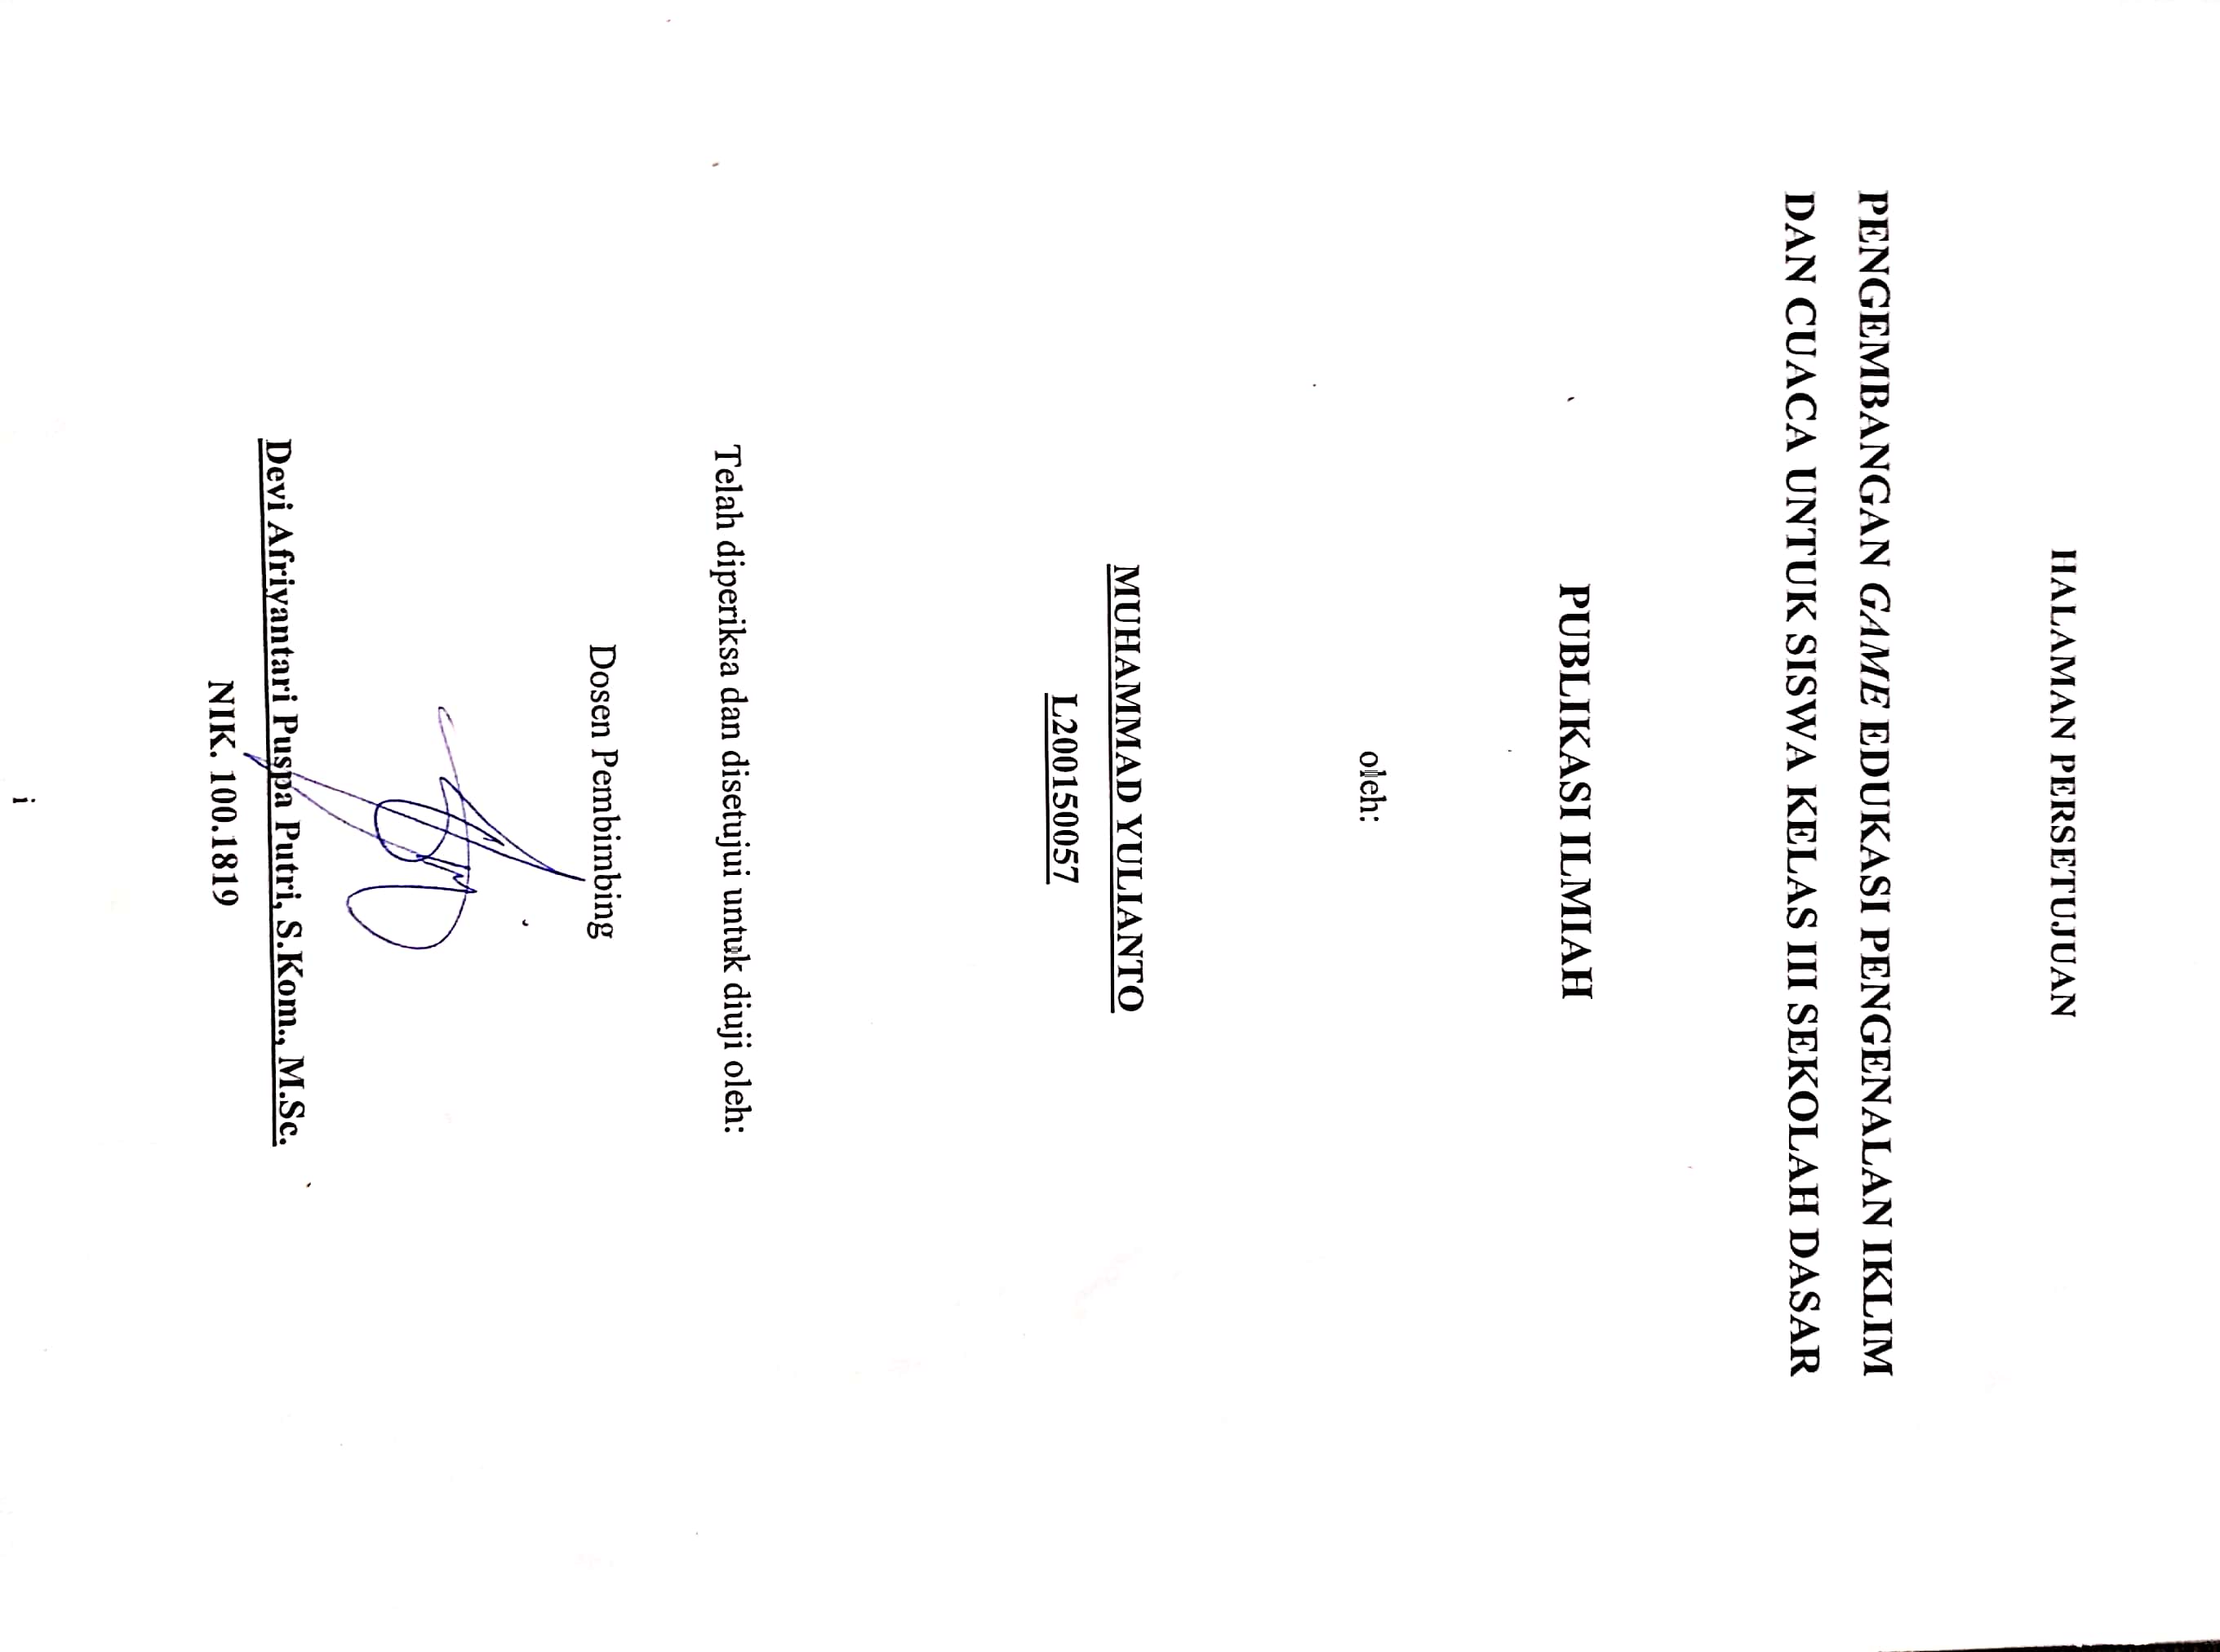 HALAMAN PERSETUJUAN
PENGEMBANGAN GAME EDUKASI PENGENALAN IKLIM
DAN CUACA UNTUK SISWA KELAS III SEKOLAH DASAR
PUBLIKASI ILMIAH
oleh:
MUHAMMAD YULIANTO
L200150057
Telah diperiksa dan disetujui untuk diuji oleh:
Dosen Pembimbing
Devi Afriyantari Puspa Putri, S.Kom., M.Sc.
NIK. 100.1819
i